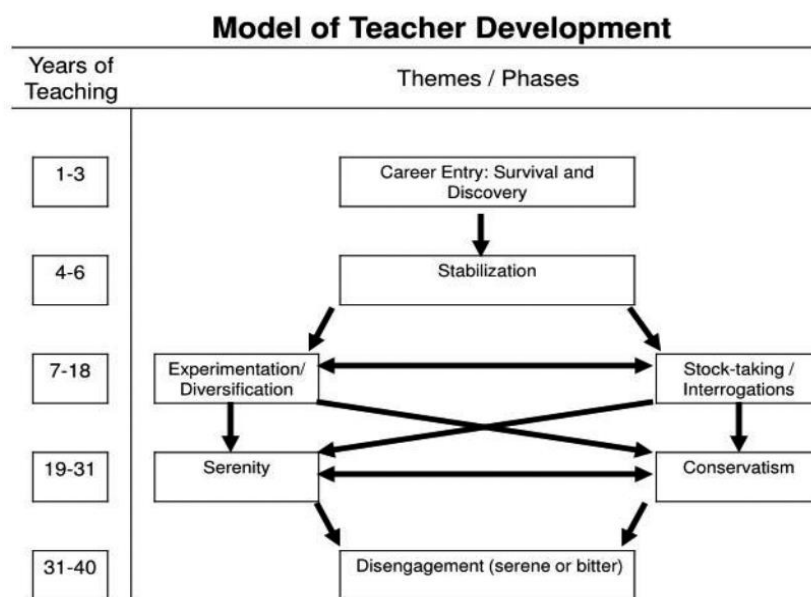 Model of Teacher Development
Years of
Teaching
Themes / Phases
1-3
Career Entry: Survival and
Discovery
4-6
Stabilization
7-18
Experimentation/
Diversification
Stock-taking /
Interrogations
19-31
Serenity
Conservatism
31-40
Disengagement (serene or bitter)